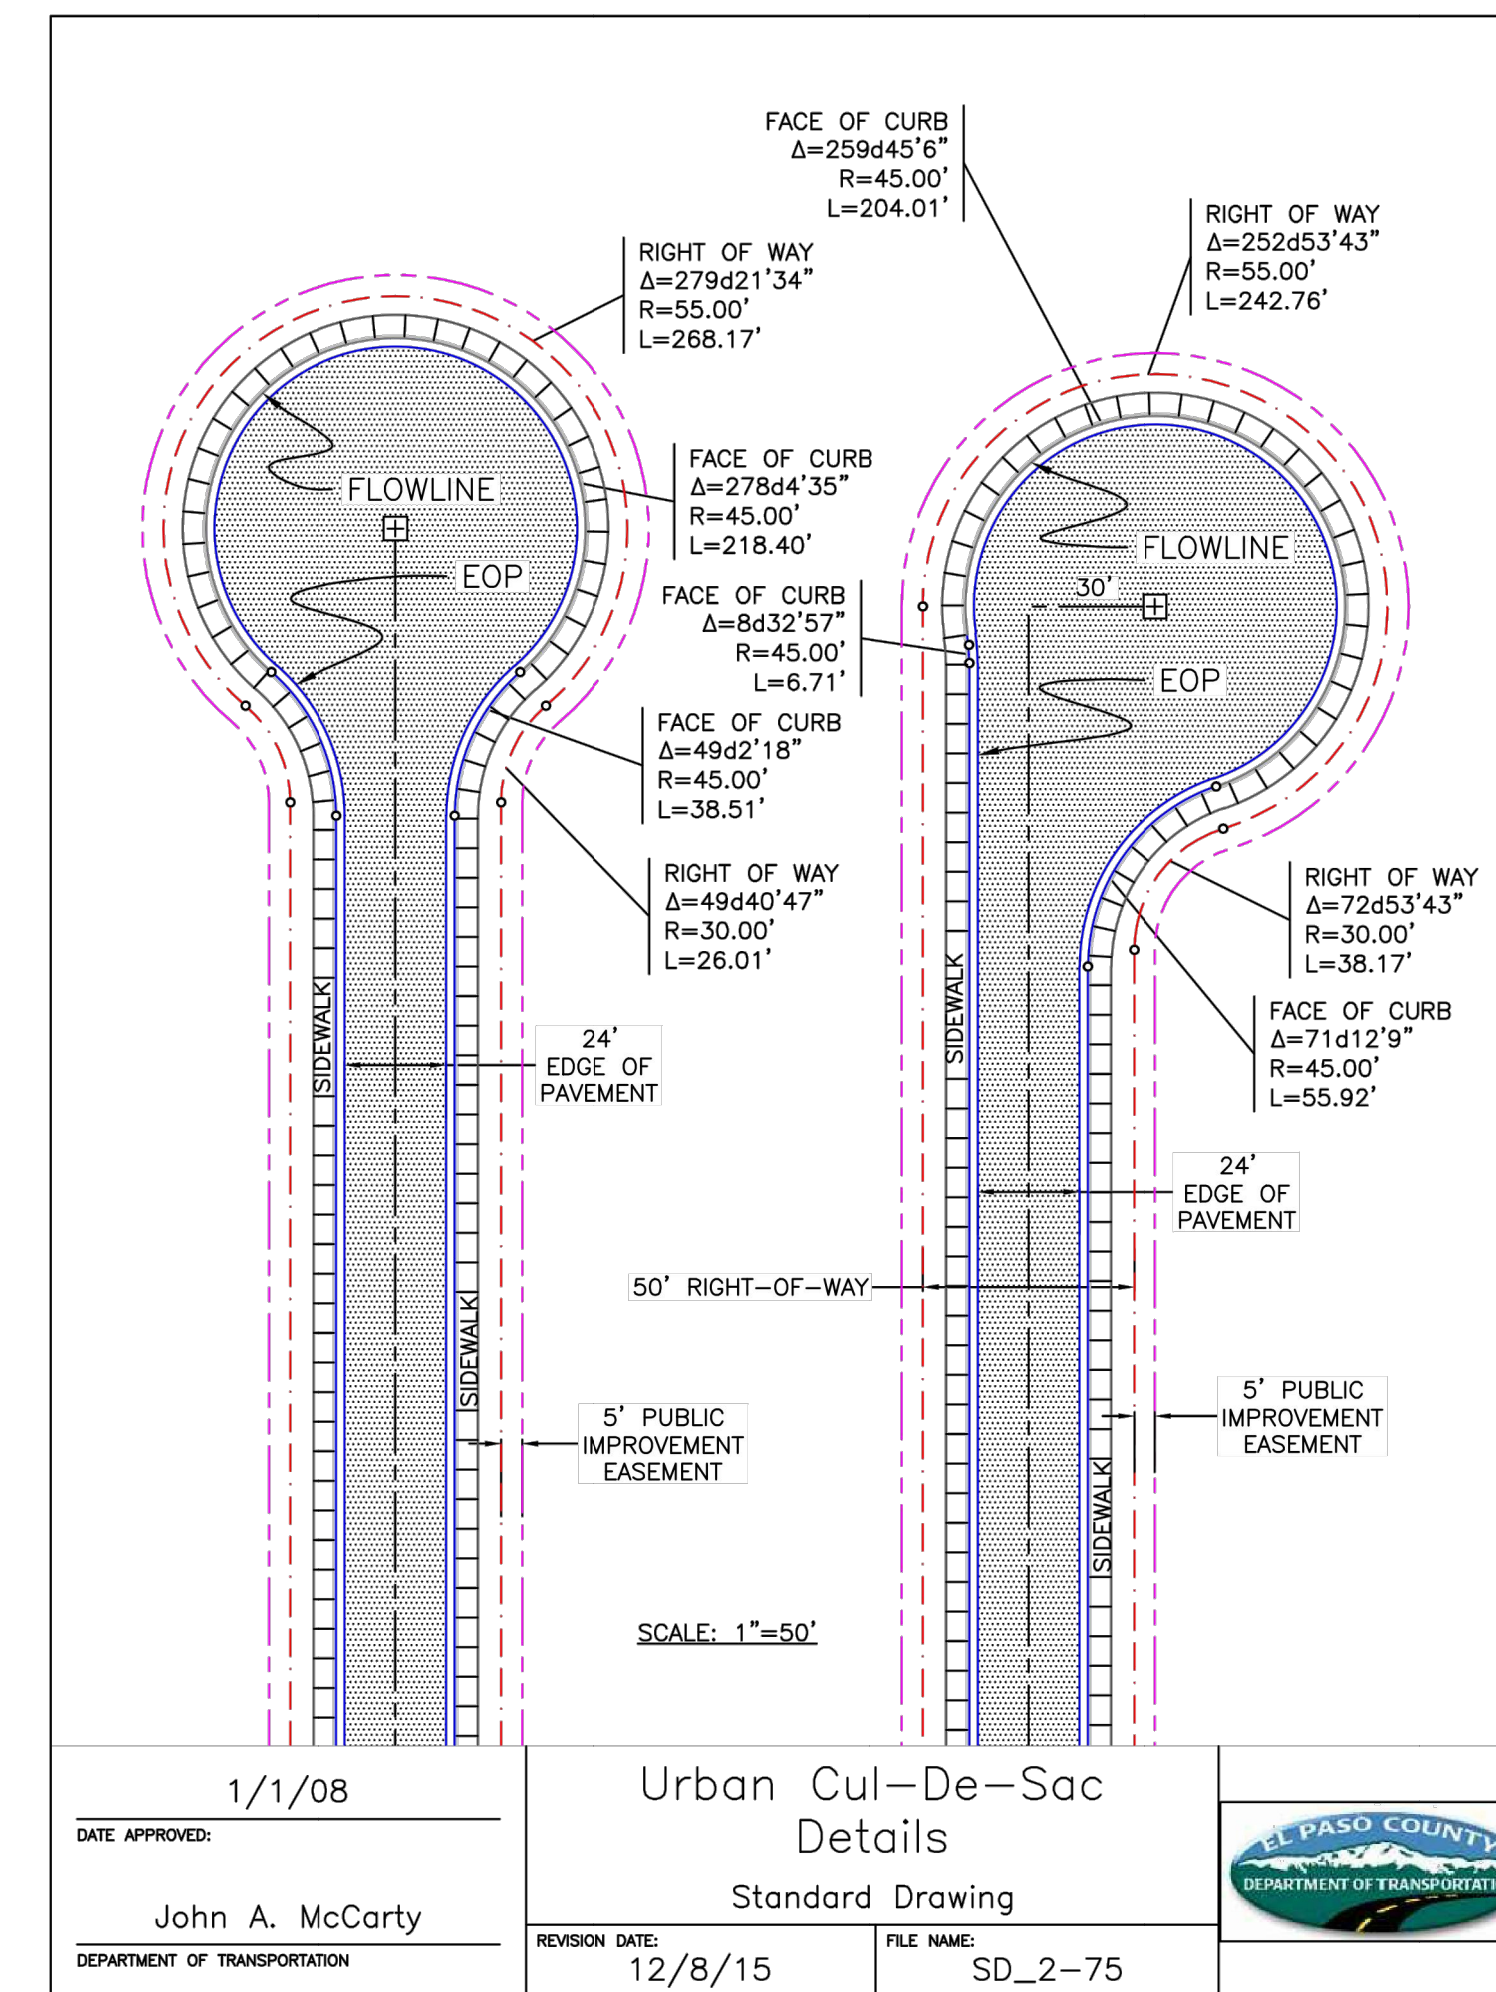 FACE OF CURB
Δ=259d45'6"
R=45.00'
L=204.01'
RIGHT OF WAY
Δ=252d53'43"
R=55.00'
L=242.76'
RIGHT OF WAY
Δ=279d21'34"
R=55.00'
L=268.17'
FACE OF CURB
Δ=278d4'35"
R=45.00'
L=218.40'
FLOWLINE
FLOWLINE
EOP
30'
FACE OF CURB
Δ=8d32'57"
R=45.00'
L=6.71'
EOP
FACE OF CURB
Δ=49d2'18"
R=45.00'
L=38.51'
RIGHT OF WAY
Δ=49d40'47"
R=30.00'
L=26.01'
RIGHT OF WAY
Δ=72d53'43"
R=30.00'
L=38.17'
FACE OF CURB
Δ=71d12'9"
R=45.00'
L=55.92'
SIDEWALK
SIDEWALK
24'
EDGE OF
PAVEMENT
24'
EDGE OF
PAVEMENT
50' RIGHT-OF-WAY
SIDEWALK
5' PUBLIC
IMPROVEMENT
EASEMENT
5' PUBLIC
IMPROVEMENT
EASEMENT
SIDEWALK
SCALE: 1"=50'
1/1/08
DATE APPROVED:
John A. McCarty
DEPARTMENT OF TRANSPORTATION
Urban Cul-De-Sac
Details
Standard Drawing
REVISION DATE:
12/8/15
FILE NAME:
SD_2-75
EL PASO COUNTY
DEPARTMENT OF TRANSPORTATI